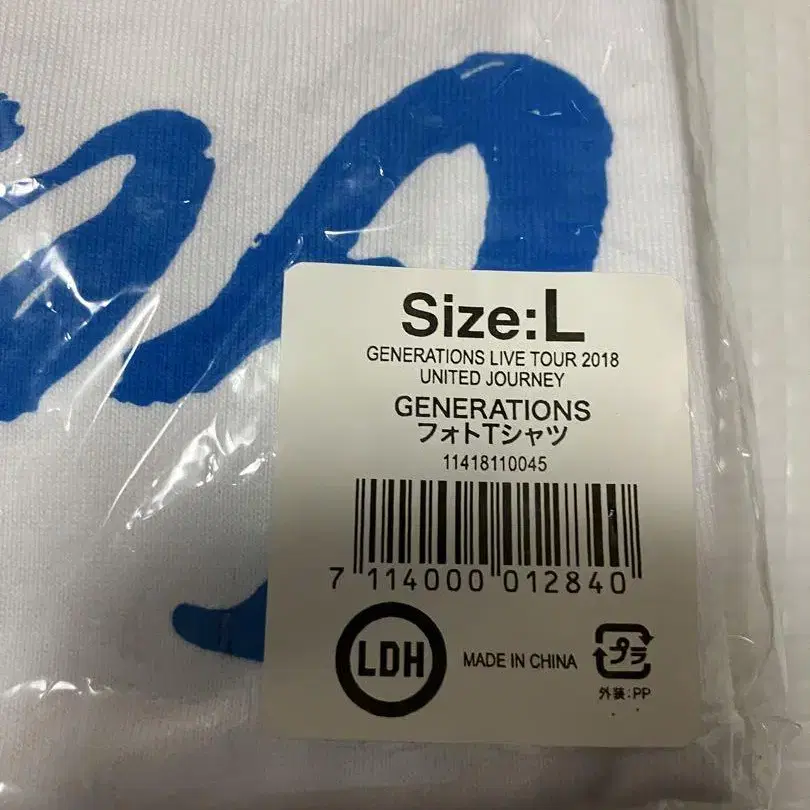 Size:L
GENERATIONS LIVE TOUR 2018
UNITED JOURNEY
GENERATIONS
フォトTシャツ
11418110045
7 114000 012840
LDH
MADE IN CHINA
プラ
外装:PP